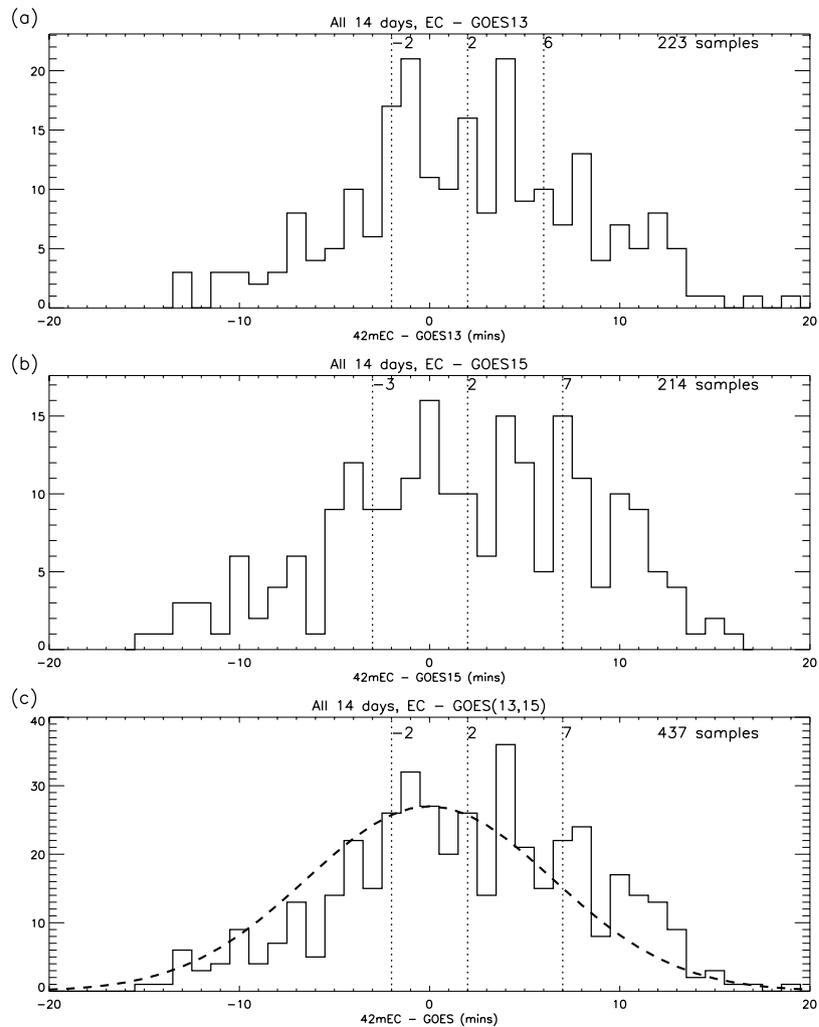 (a)
All 14 days, EC − GOES13
−2 2 6 223 samples
20
15
10
5
0
−20 −10 0 10 20
42mEC − GOES13 (mins)
(b)
All 14 days, EC − GOES15
−3 2 7 214 samples
15
10
5
0
−20 −10 0 10 20
42mEC − GOES15 (mins)
(c)
All 14 days, EC − GOES(13,15)
40
−2 2 7 437 samples
30
20
10
0
−20 −10 0 10 20
42mEC − GOES (mins)